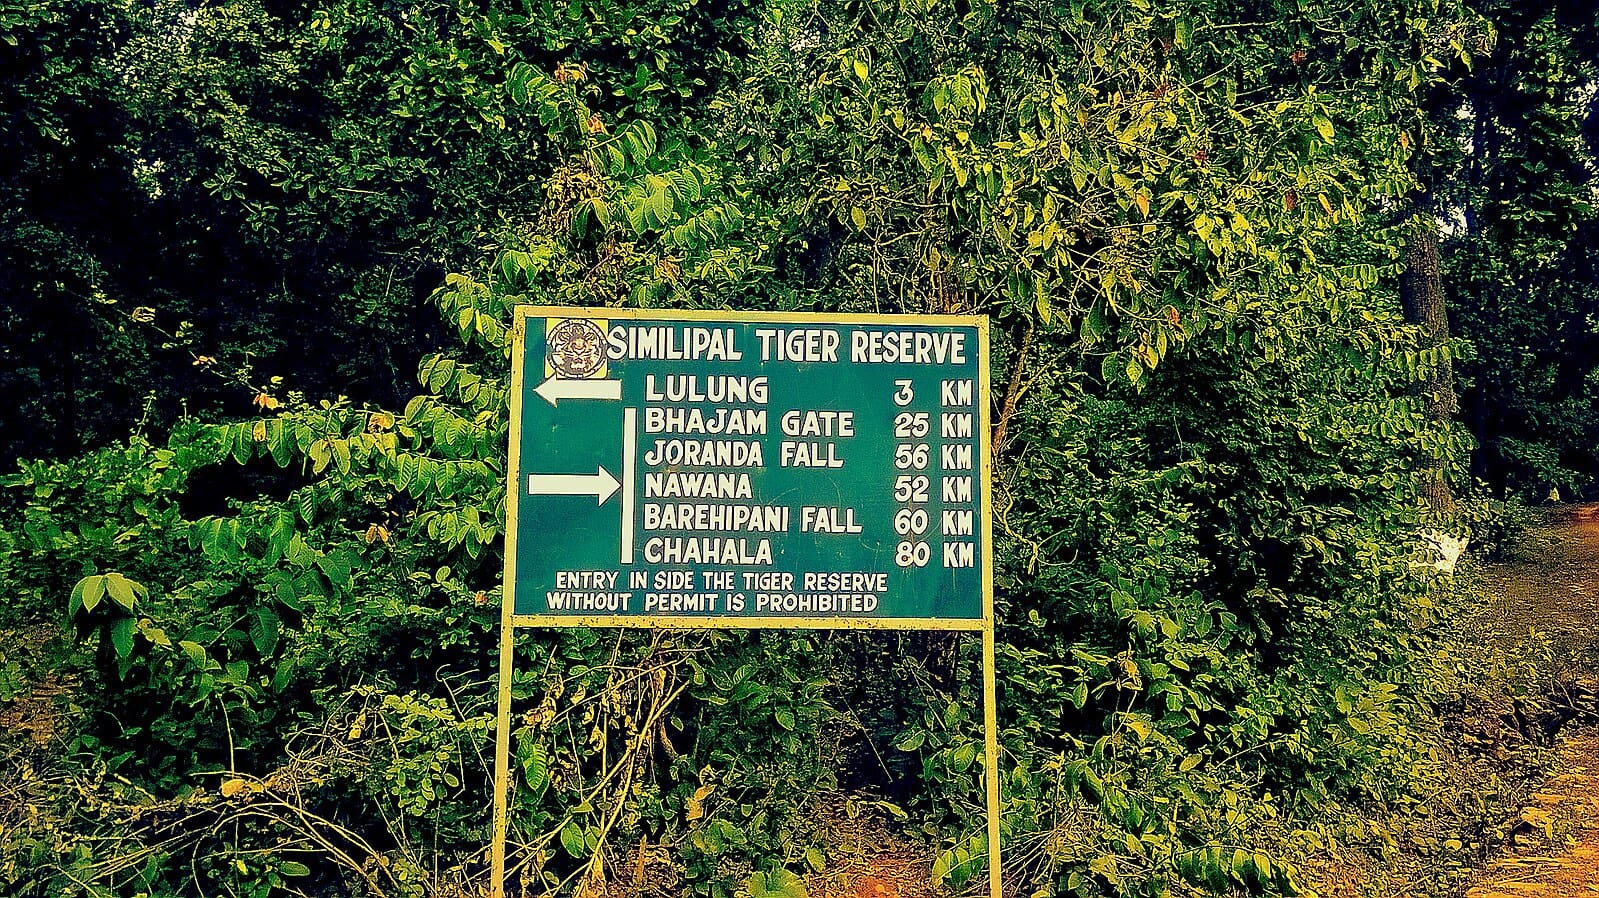 SIMILIPAL TIGER RESERVE
LULUNG 3 KM
BHAJAM GATE 25 KM
JORANDA FALL 56 KM
NAWANA 52 KM
BAREHIPANI FALL 60 KM
CHAHALA 80 KM
ENTRY IN SIDE THE TIGER RESERVE
WITHOUT PERMIT IS PROHIBITED